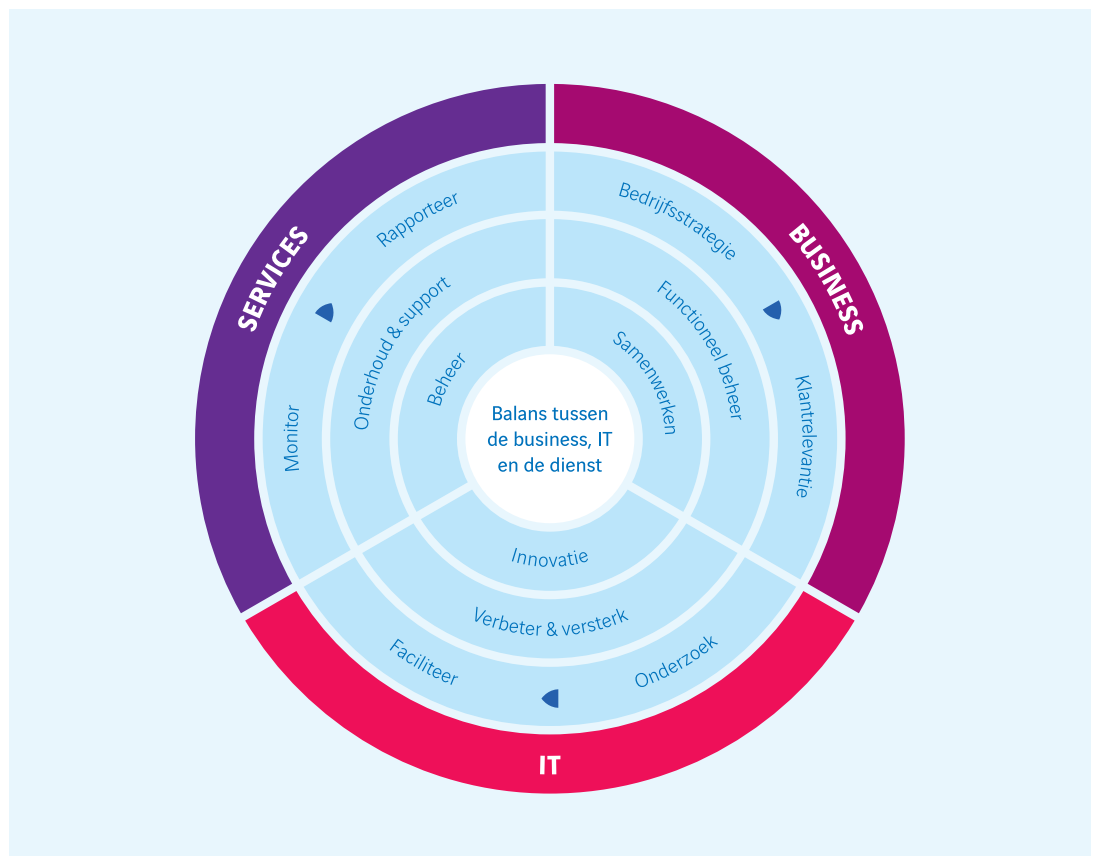 SERVICES
BUSINESS
IT
Rapporteer
Monitor
Onderhoud & support
Beheer
Bedrijfsstrategie
Klantrelevantie
Functioneel beheer
Samenwerken
Balans tussen
de business, IT
en de dienst
Innovatie
Verbeter & versterk
Faciliteer
Onderzoek